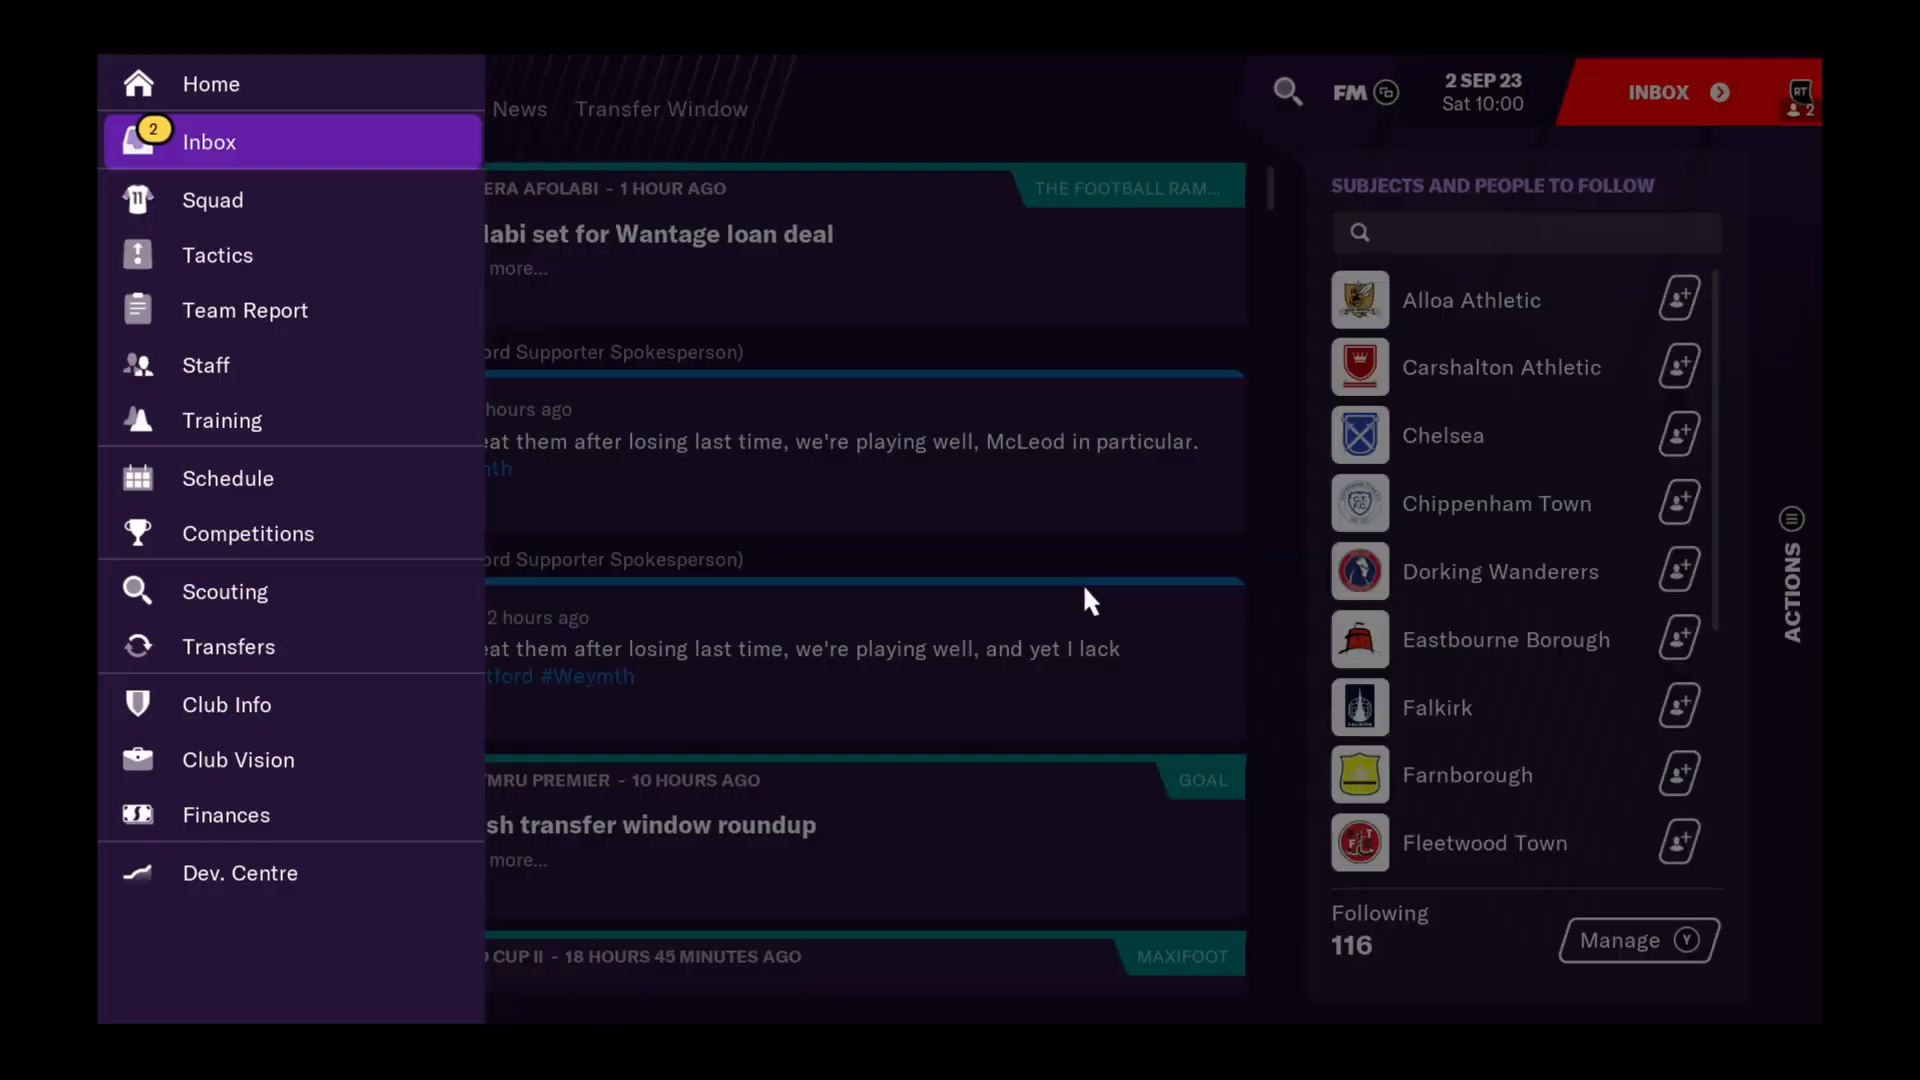 Home
2
Inbox
Squad
Tactics
Team Report
Staff
Training
Schedule
Competitions
Scouting
Transfers
Club Info
Club Vision
Finances
Dev. Centre
News
Transfer Window
FM
2 SEP 23
Sat 10:00
INBOX
RT
2
ERA AFOLABI - 1 HOUR AGO
THE FOOTBALL RAM...
labi set for Wantage loan deal
more...
ord Supporter Spokesperson)
hours ago
eat them after losing last time, we're playing well, McLeod in particular.
nth
ord Supporter Spokesperson)
2 hours ago
eat them after losing last time, we're playing well, and yet I lack
tford #Weymth
YMRU PREMIER - 10 HOURS AGO
GOAL
sh transfer window roundup
more...
CUP II - 18 HOURS 45 MINUTES AGO
MAXIFOOT
SUBJECTS AND PEOPLE TO FOLLOW
Alloa Athletic
Carshalton Athletic
Chelsea
Chippenham Town
Dorking Wanderers
Eastbourne Borough
Falkirk
Farnborough
Fleetwood Town
Following
116
Manage Y
ACTIONS